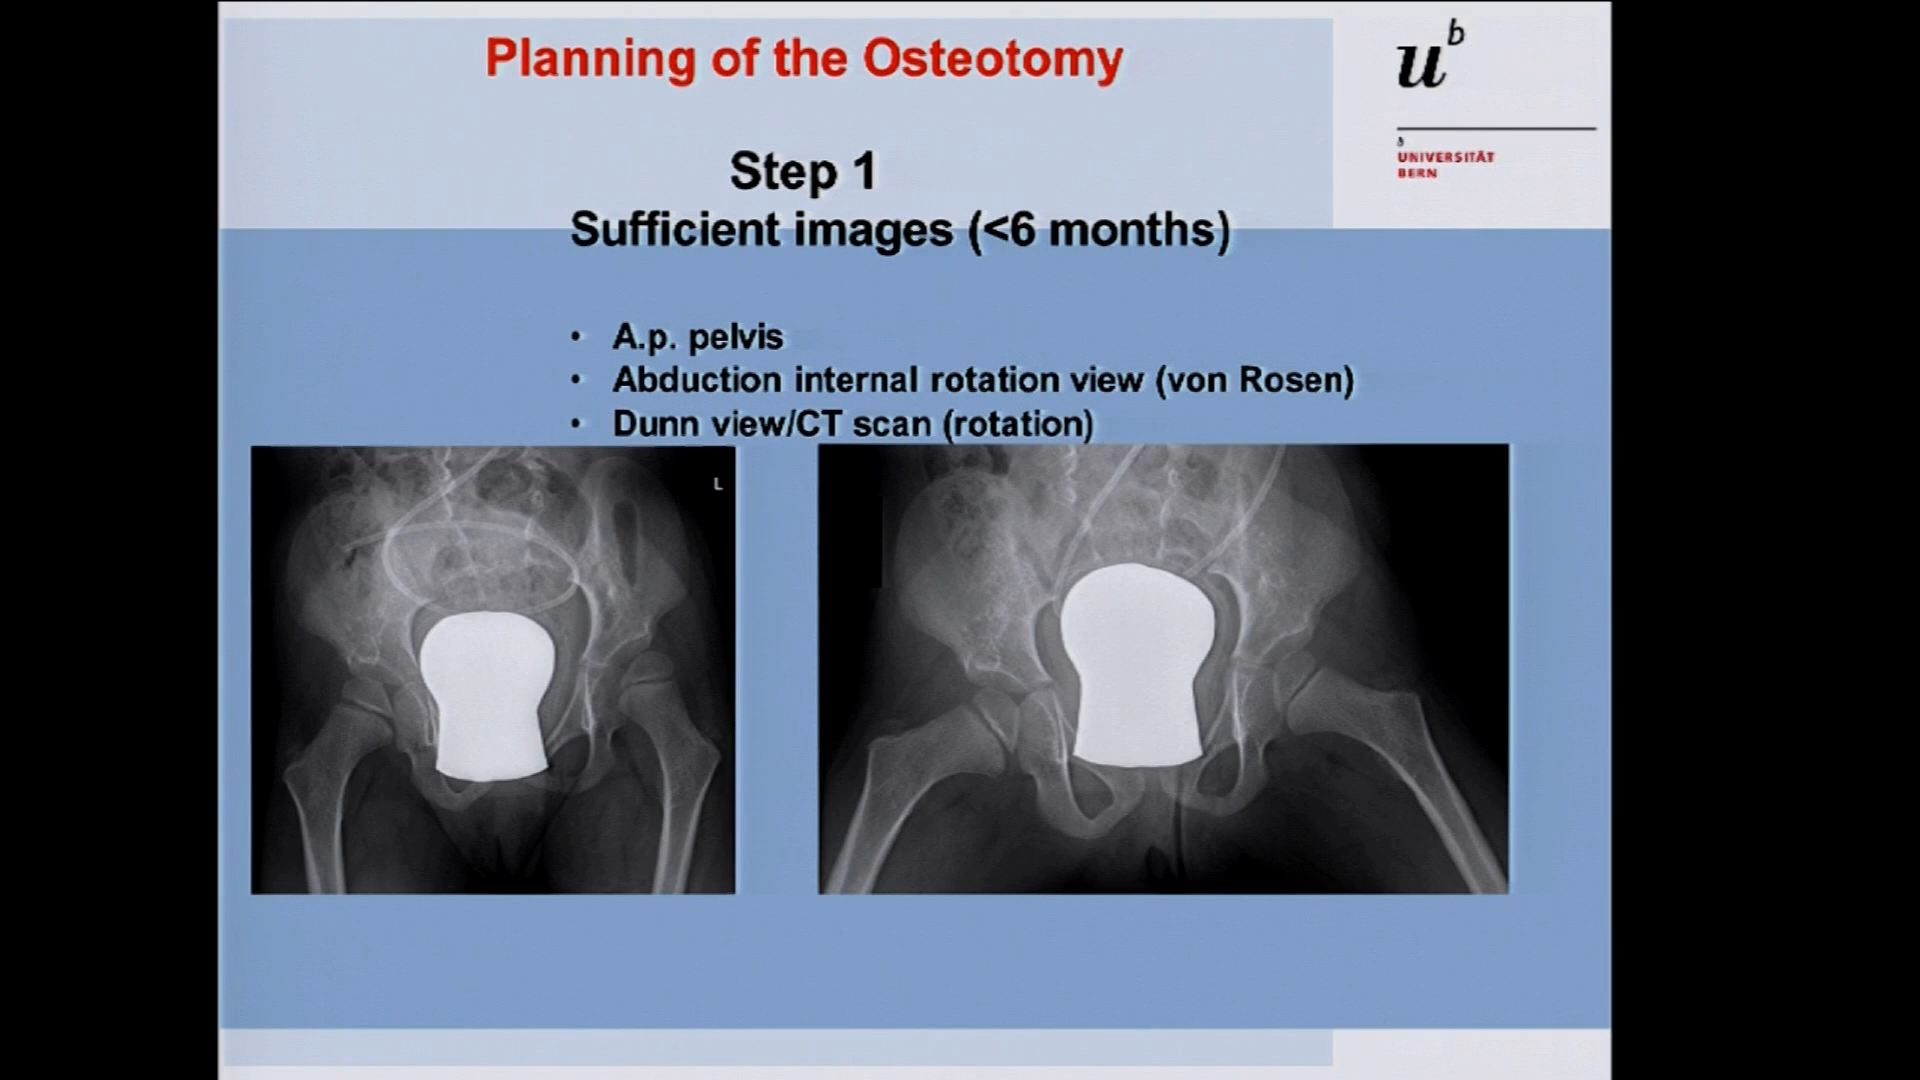 Planning of the Osteotomy
u^b
b
UNIVERSITÄT
BERN
Step 1
Sufficient images (<6 months)
• A.p. pelvis
• Abduction internal rotation view (von Rosen)
• Dunn view/CT scan (rotation)
L